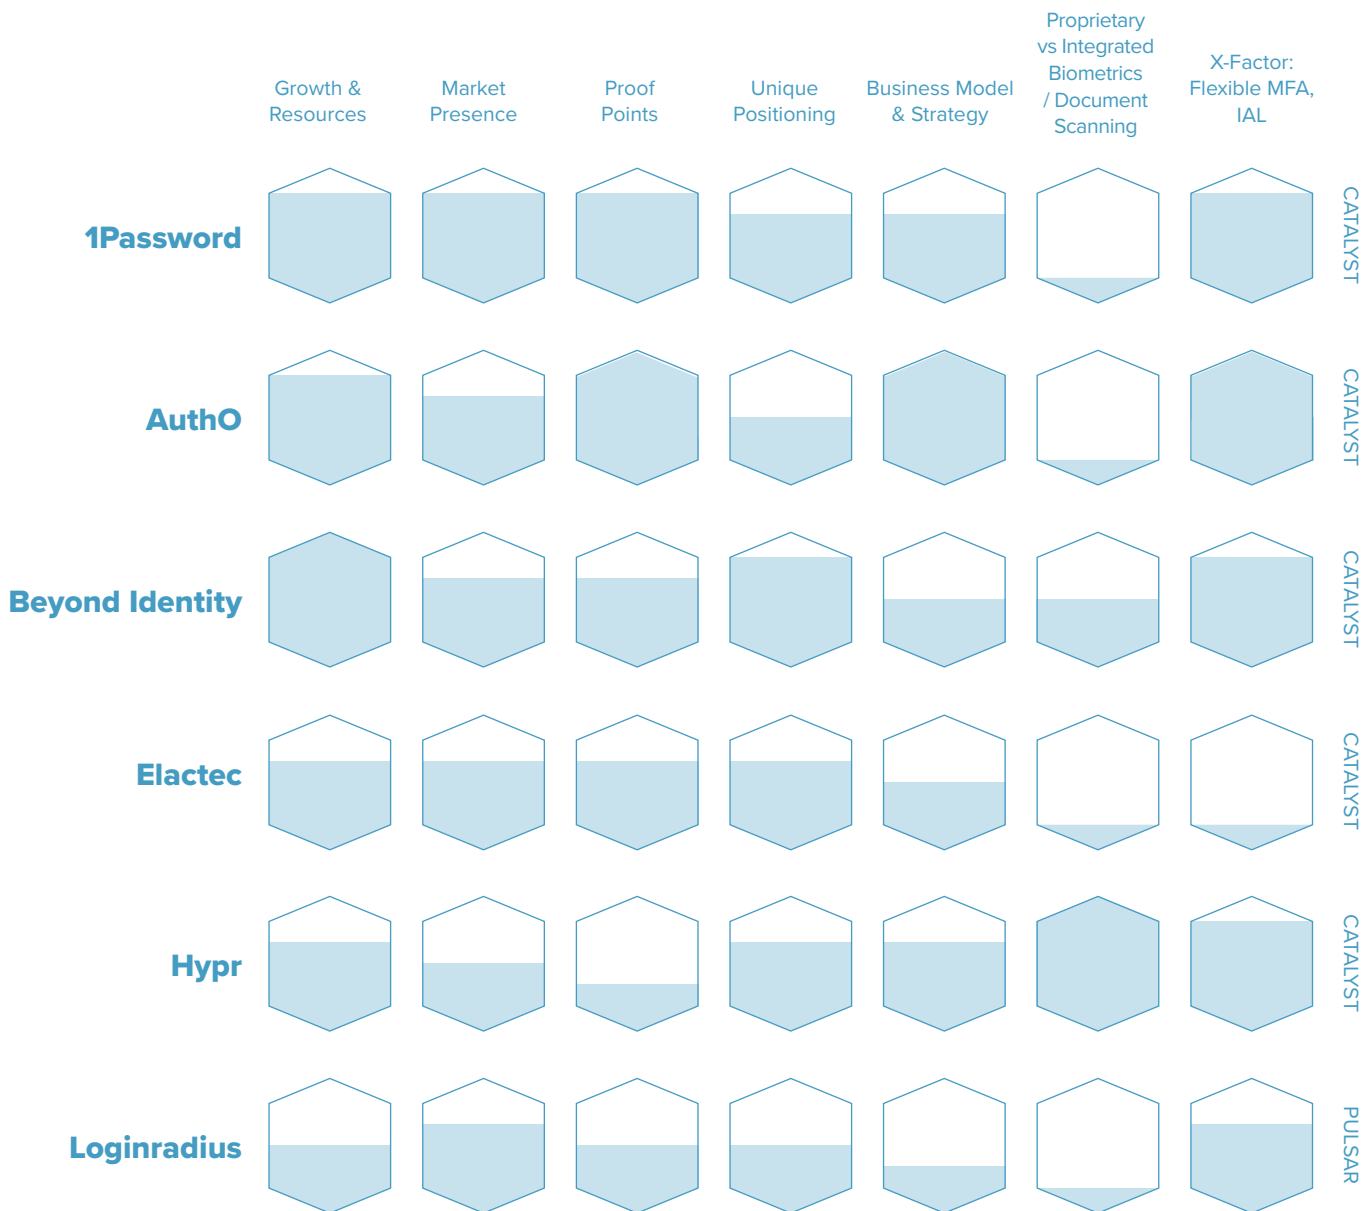 Growth &
Resources
Market
Presence
Proof
Points
Unique
Positioning
Business Model
& Strategy
Proprietary
vs Integrated
Biometrics
/ Document
Scanning
X-Factor:
Flexible MFA,
IAL
1Password
CATALYST
AuthO
CATALYST
Beyond Identity
CATALYST
Elactec
CATALYST
Hypr
CATALYST
Loginradius
PULSAR